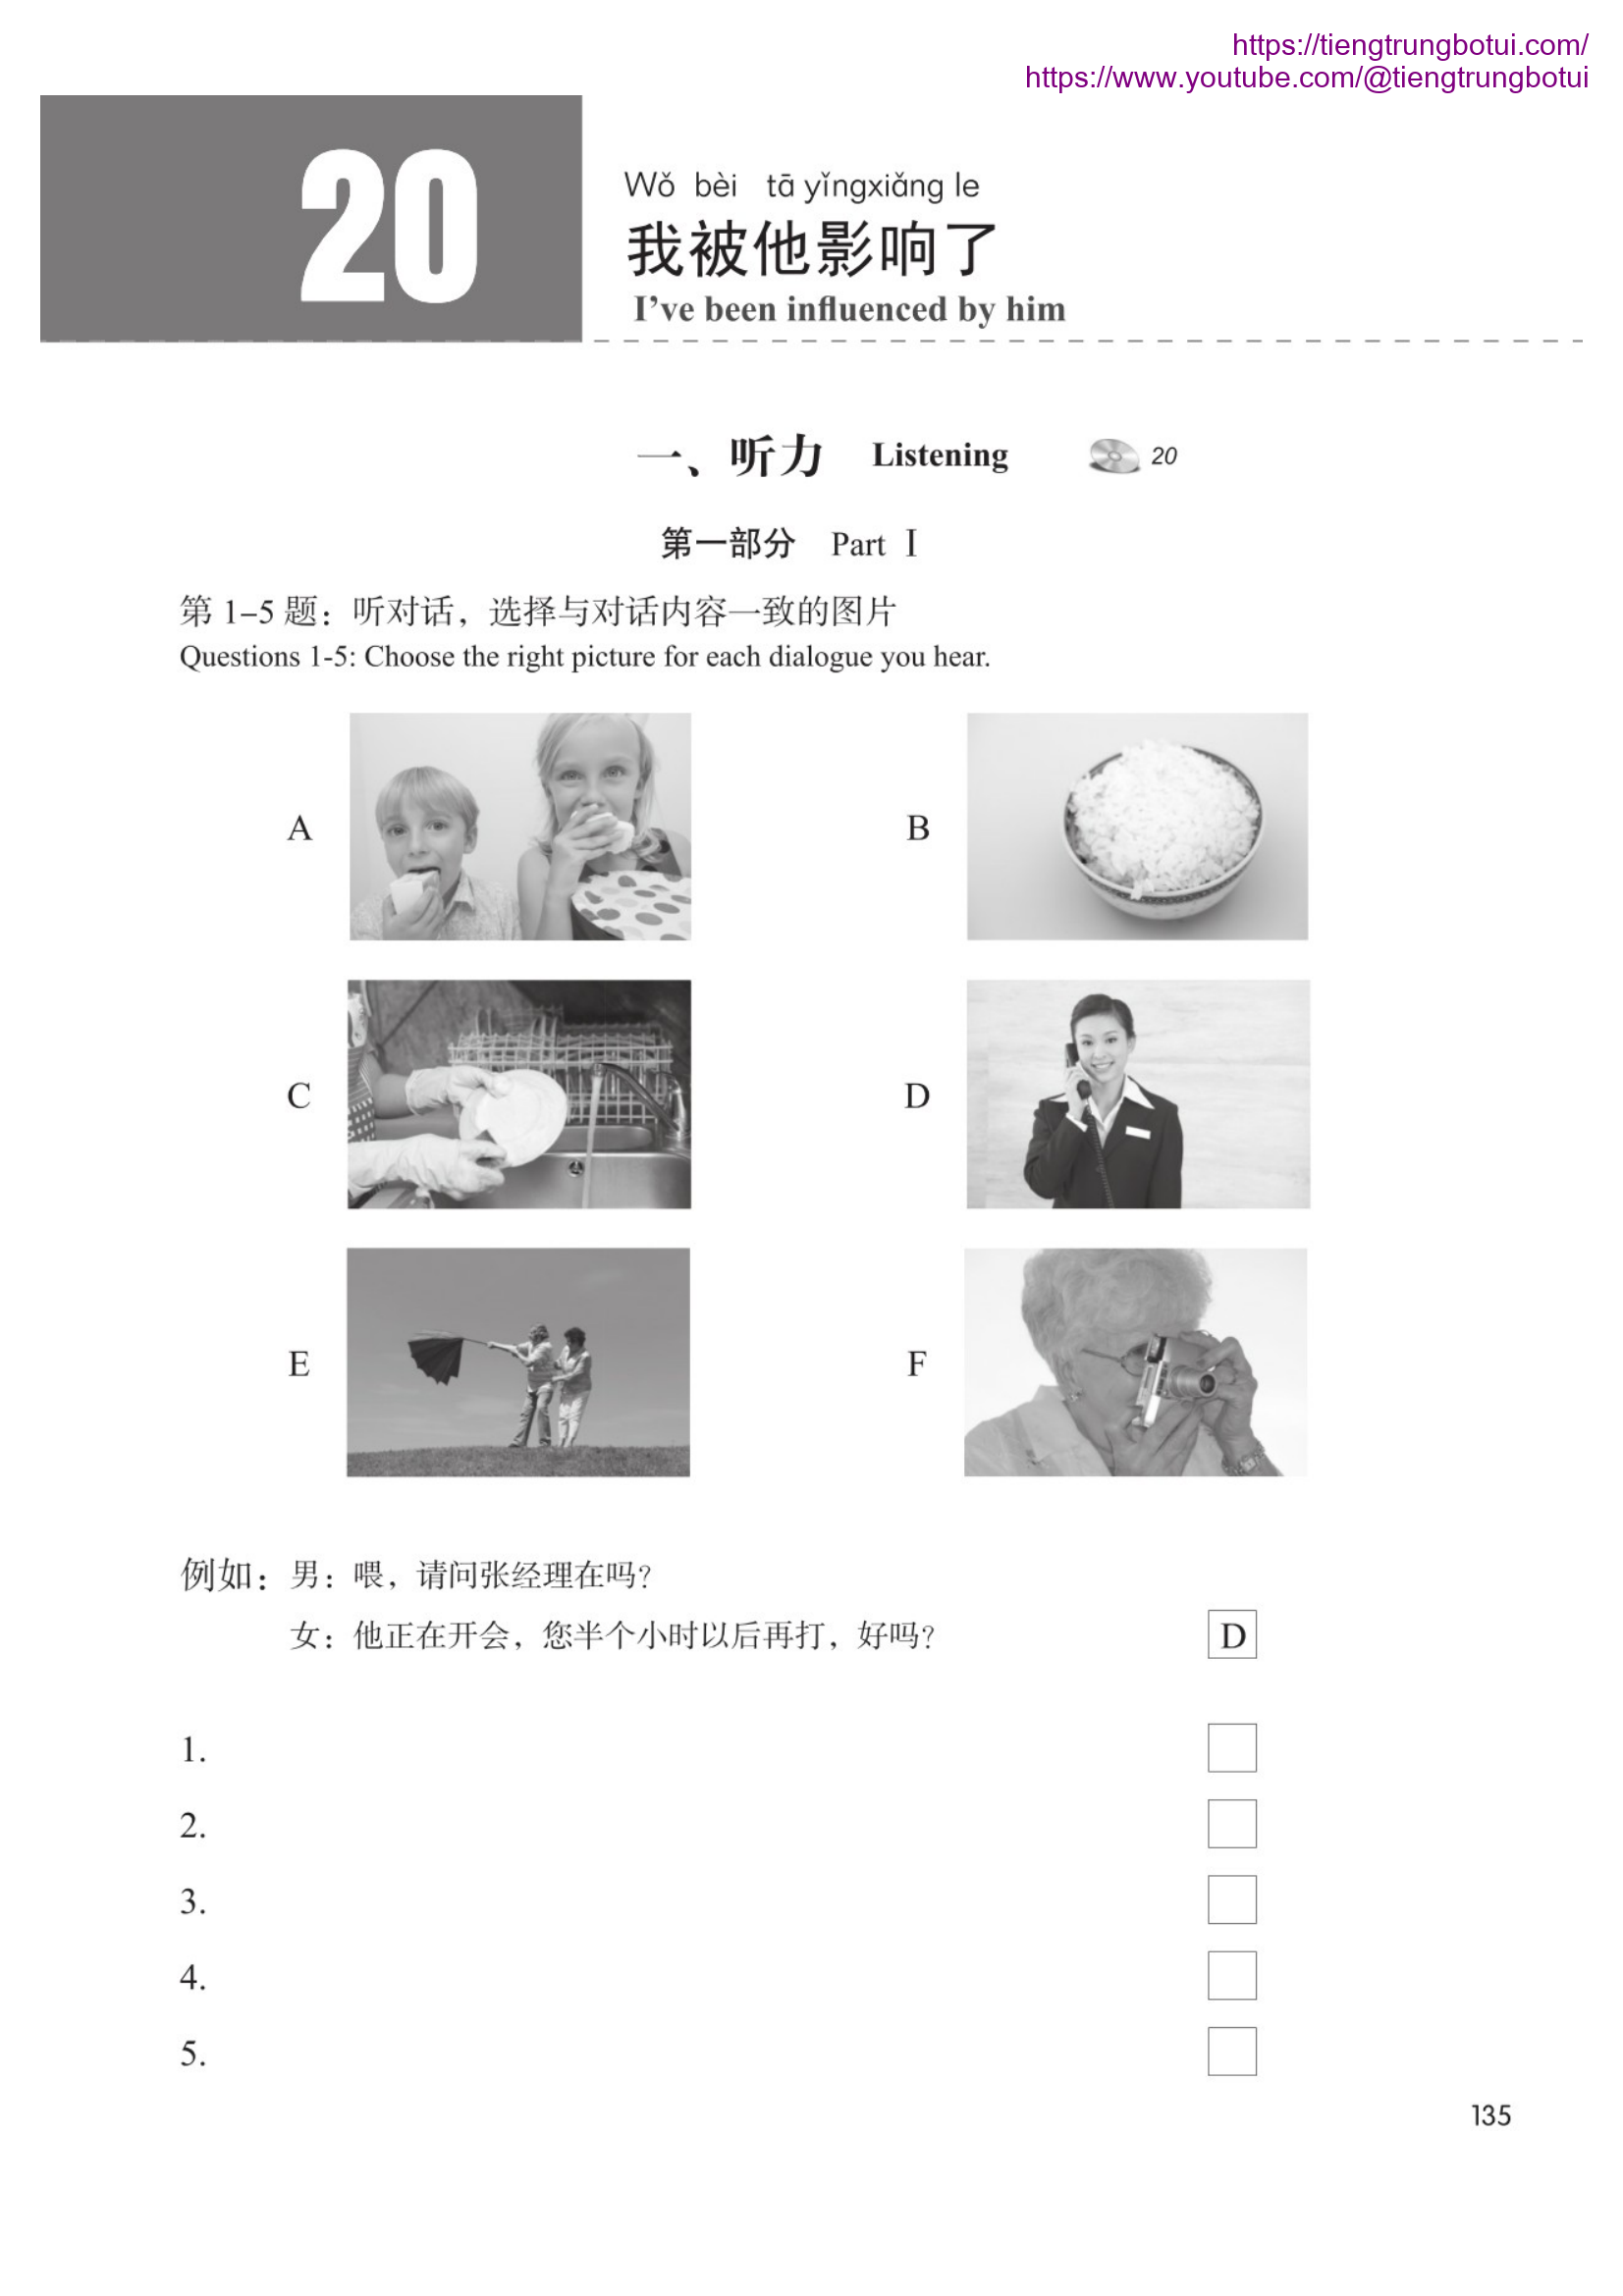 https://tiengtrungbotui.com/
https://www.youtube.com/@tiengtrungbotui
20
Wǒ bèi tā yǐngxiǎng le
我被他影响了
I’ve been influenced by him
一、听力 Listening 20
第一部分 Part Ⅰ
第 1–5 题：听对话，选择与对话内容一致的图片
Questions 1-5: Choose the right picture for each dialogue you hear.
A
B
C
D
E
F
例如：男：喂，请问张经理在吗？
女：他正在开会，您半个小时以后再打，好吗？ D
1.
2.
3.
4.
5.
135